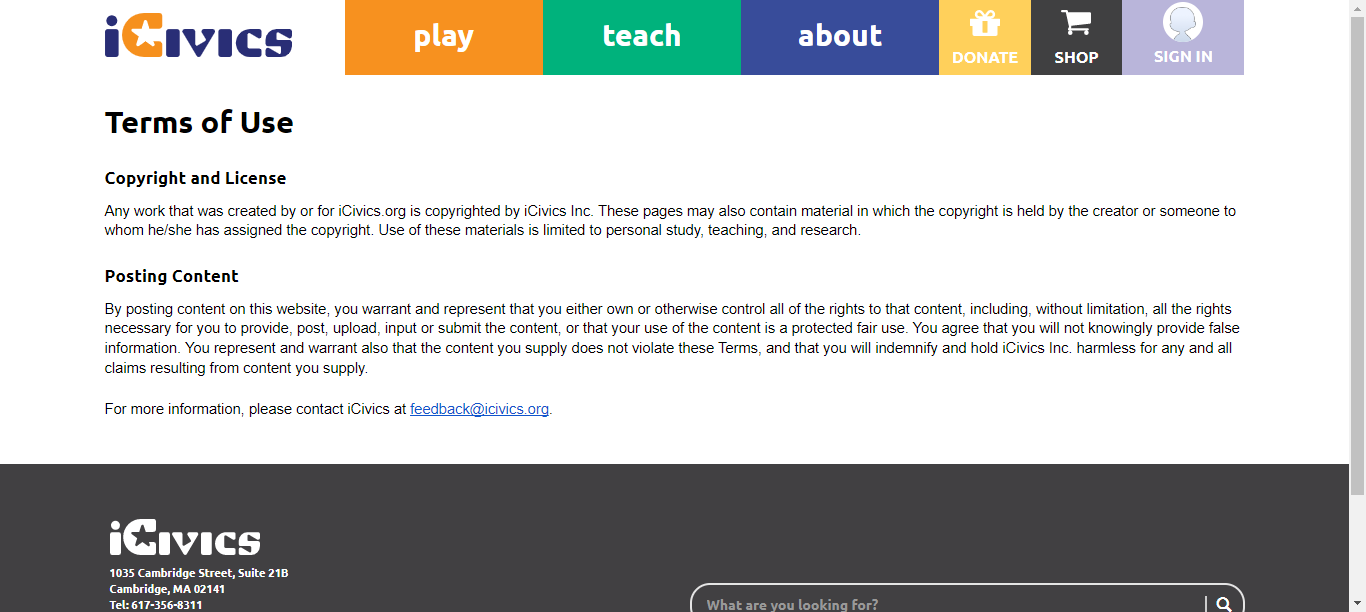 iCivics
play
teach
about
DONATE
SHOP
SIGN IN
Terms of Use
Copyright and License
Any work that was created by or for iCivics.org is copyrighted by iCivics Inc. These pages may also contain material in which the copyright is held by the creator or someone to
whom he/she has assigned the copyright. Use of these materials is limited to personal study, teaching, and research.
Posting Content
By posting content on this website, you warrant and represent that you either own or otherwise control all of the rights to that content, including, without limitation, all the rights
necessary for you to provide, post, upload, input or submit the content, or that your use of the content is a protected fair use. You agree that you will not knowingly provide false
information. You represent and warrant also that the content you supply does not violate these Terms, and that you will indemnify and hold iCivics Inc. harmless for any and all
claims resulting from content you supply.
For more information, please contact iCivics at feedback@icivics.org.
iCivics
1035 Cambridge Street, Suite 21B
Cambridge, MA 02141
Tel: 617-356-8311
What are you looking for?